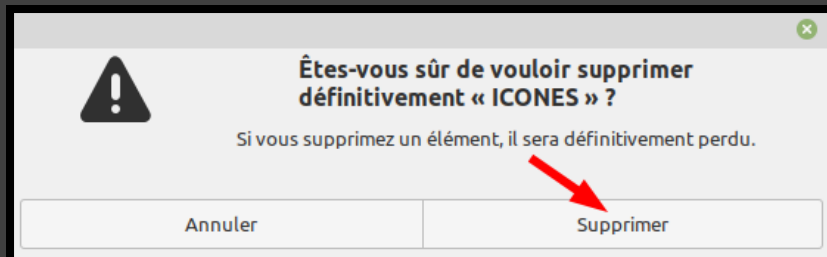 Êtes-vous sûr de vouloir supprimer
définitivement « ICONES » ?
Si vous supprimez un élément, il sera définitivement perdu.
Annuler
Supprimer